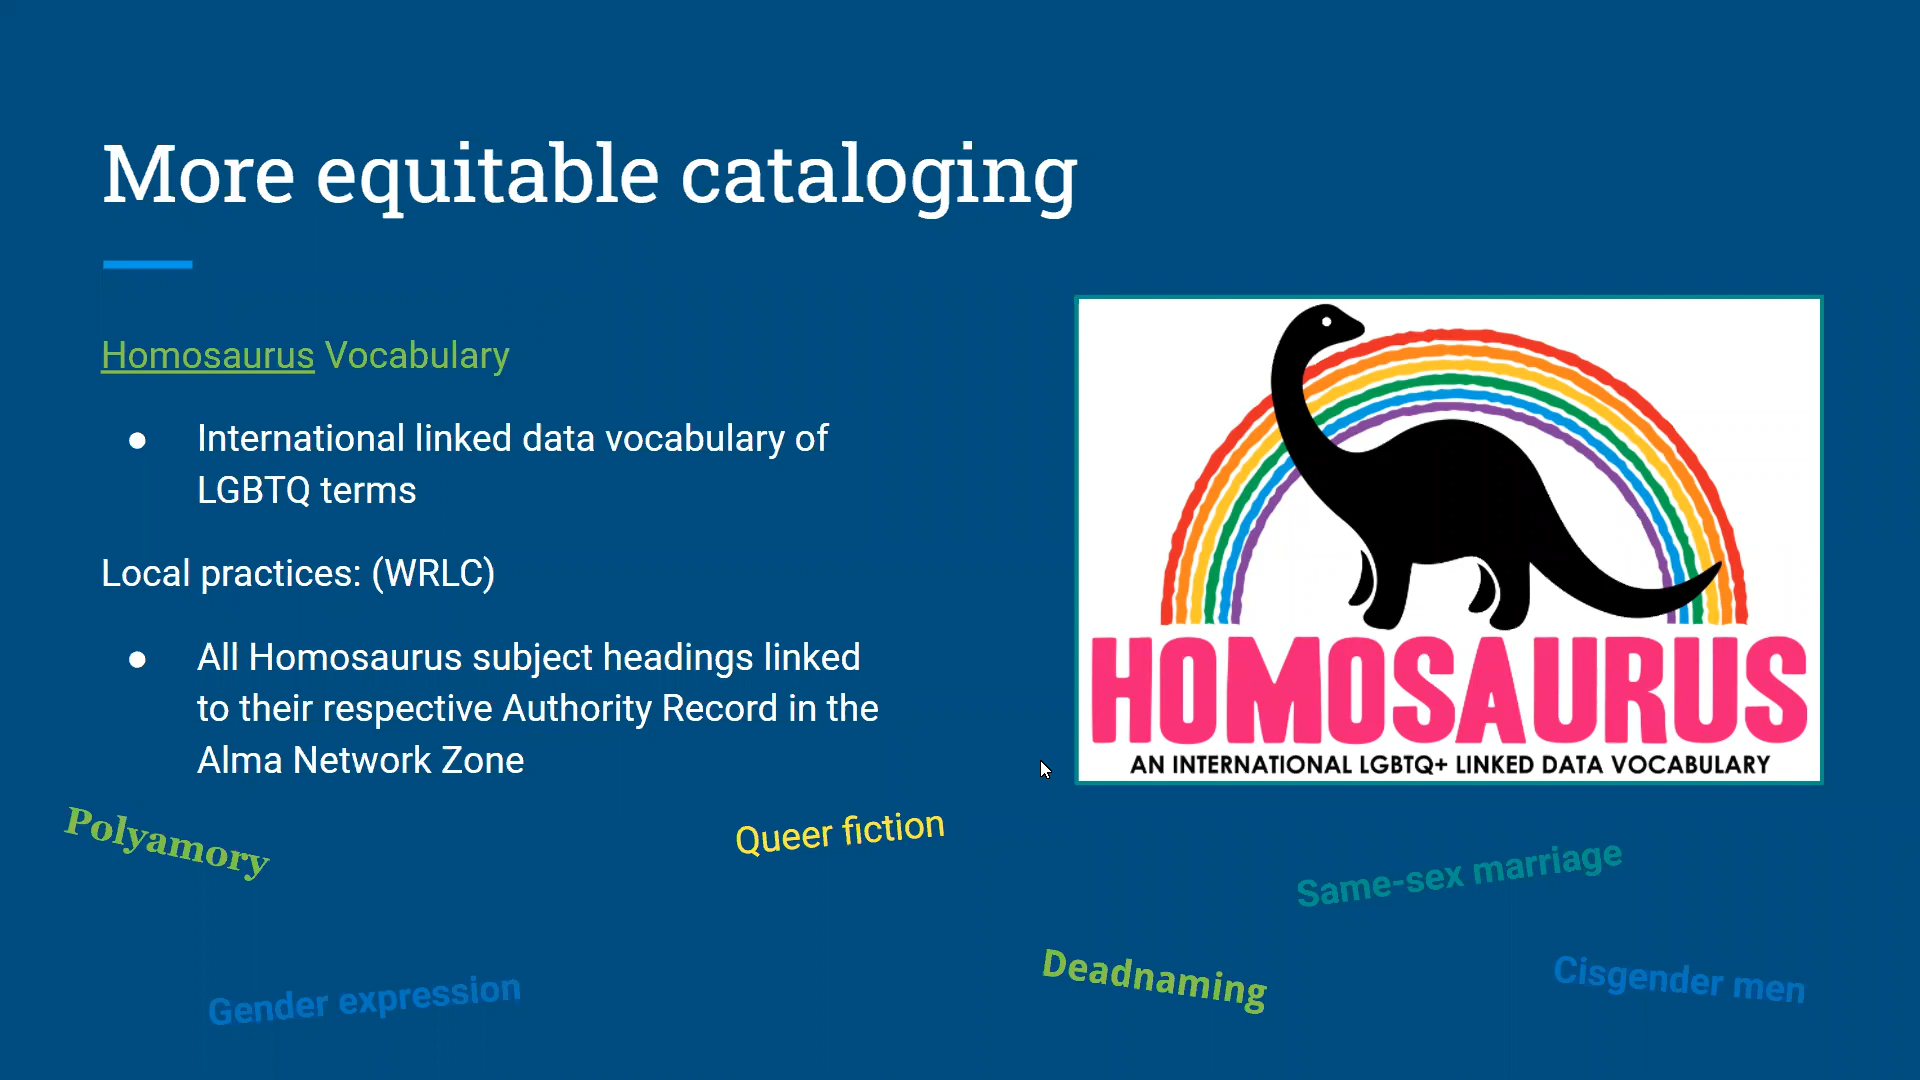 More equitable cataloging
Homosaurus Vocabulary
● International linked data vocabulary of
LGBTQ terms
Local practices: (WRLC)
● All Homosaurus subject headings linked
to their respective Authority Record in the
Alma Network Zone
HOMOSAURUS
AN INTERNATIONAL LGBTQ+ LINKED DATA VOCABULARY
Polyamory
Queer fiction
Same-sex marriage
Gender expression
Deadnaming
Cisgender men